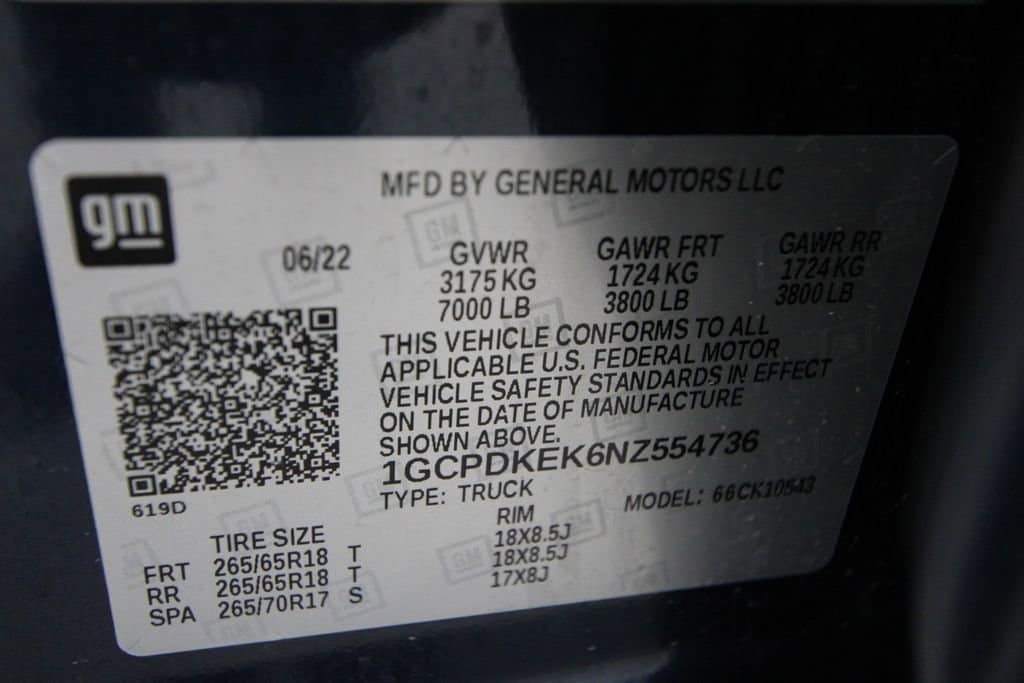 gm
MFD BY GENERAL MOTORS LLC
06/22
GVWR GAWR FRT GAWR RR
3175 KG 1724 KG 1724 KG
7000 LB 3800 LB 3800 LB
THIS VEHICLE CONFORMS TO ALL
APPLICABLE U.S. FEDERAL MOTOR
VEHICLE SAFETY STANDARDS IN EFFECT
ON THE DATE OF MANUFACTURE
SHOWN ABOVE.
1GCPDKEK6NZ554736
TYPE: TRUCK MODEL: 66CK10543
619D
TIRE SIZE RIM
FRT 265/65R18 T 18X8.5J
RR 265/65R18 T 18X8.5J
SPA 265/70R17 S 17X8J